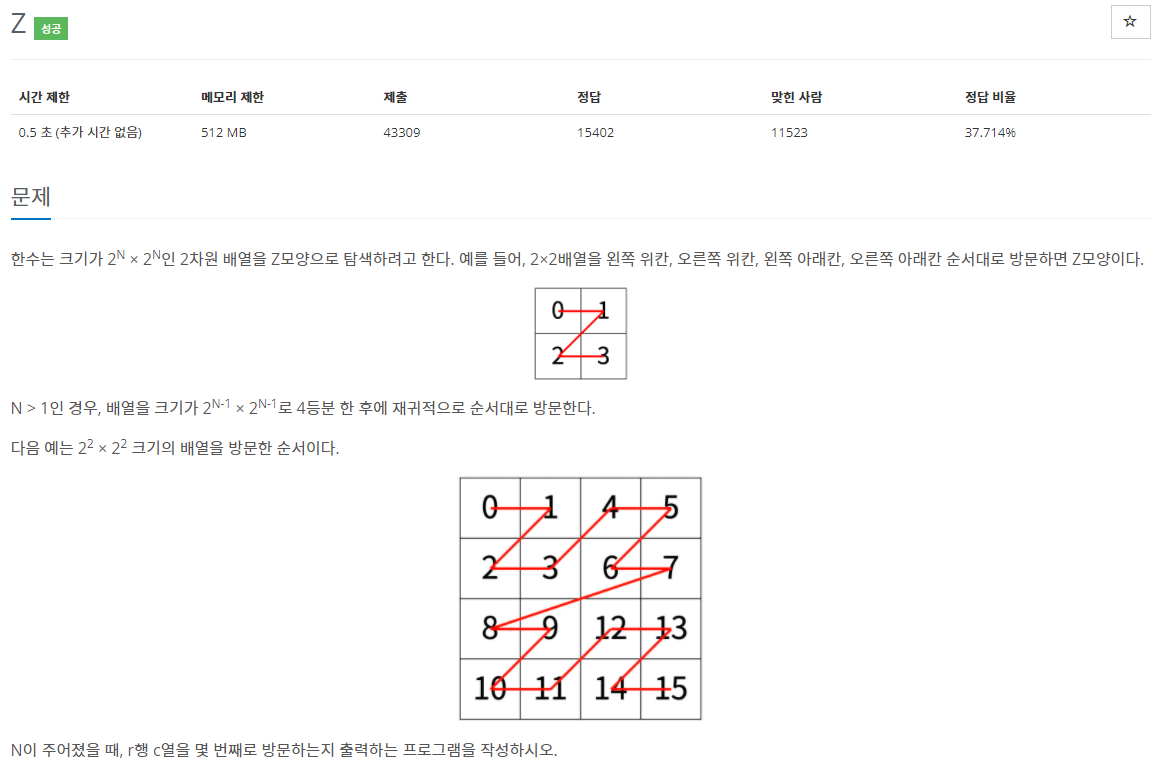 Z 성공
☆
시간 제한 메모리 제한 제출 정답 맞힌 사람 정답 비율
0.5 초 (추가 시간 없음) 512 MB 43309 15402 11523 37.714%
문제
한수는 크기가 2^N × 2^N인 2차원 배열을 Z모양으로 탐색하려고 한다. 예를 들어, 2×2배열을 왼쪽 위칸, 오른쪽 위칸, 왼쪽 아래칸, 오른쪽 아래칸 순서대로 방문하면 Z모양이다.
0 1
2 3
N > 1인 경우, 배열을 크기가 2^N-1 × 2^N-1로 4등분 한 후에 재귀적으로 순서대로 방문한다.
다음 예는 2^2 × 2^2 크기의 배열을 방문한 순서이다.
0 1 4 5
2 3 6 7
8 9 12 13
10 11 14 15
N이 주어졌을 때, r행 c열을 몇 번째로 방문하는지 출력하는 프로그램을 작성하시오.